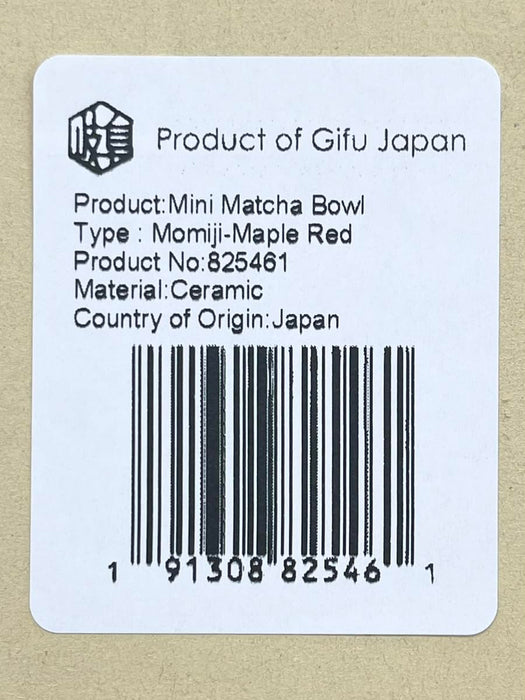 Product of Gifu Japan
Product:Mini Matcha Bowl
Type : Momiji-Maple Red
Product No:825461
Material:Ceramic
Country of Origin:Japan
1 91308 82546 1